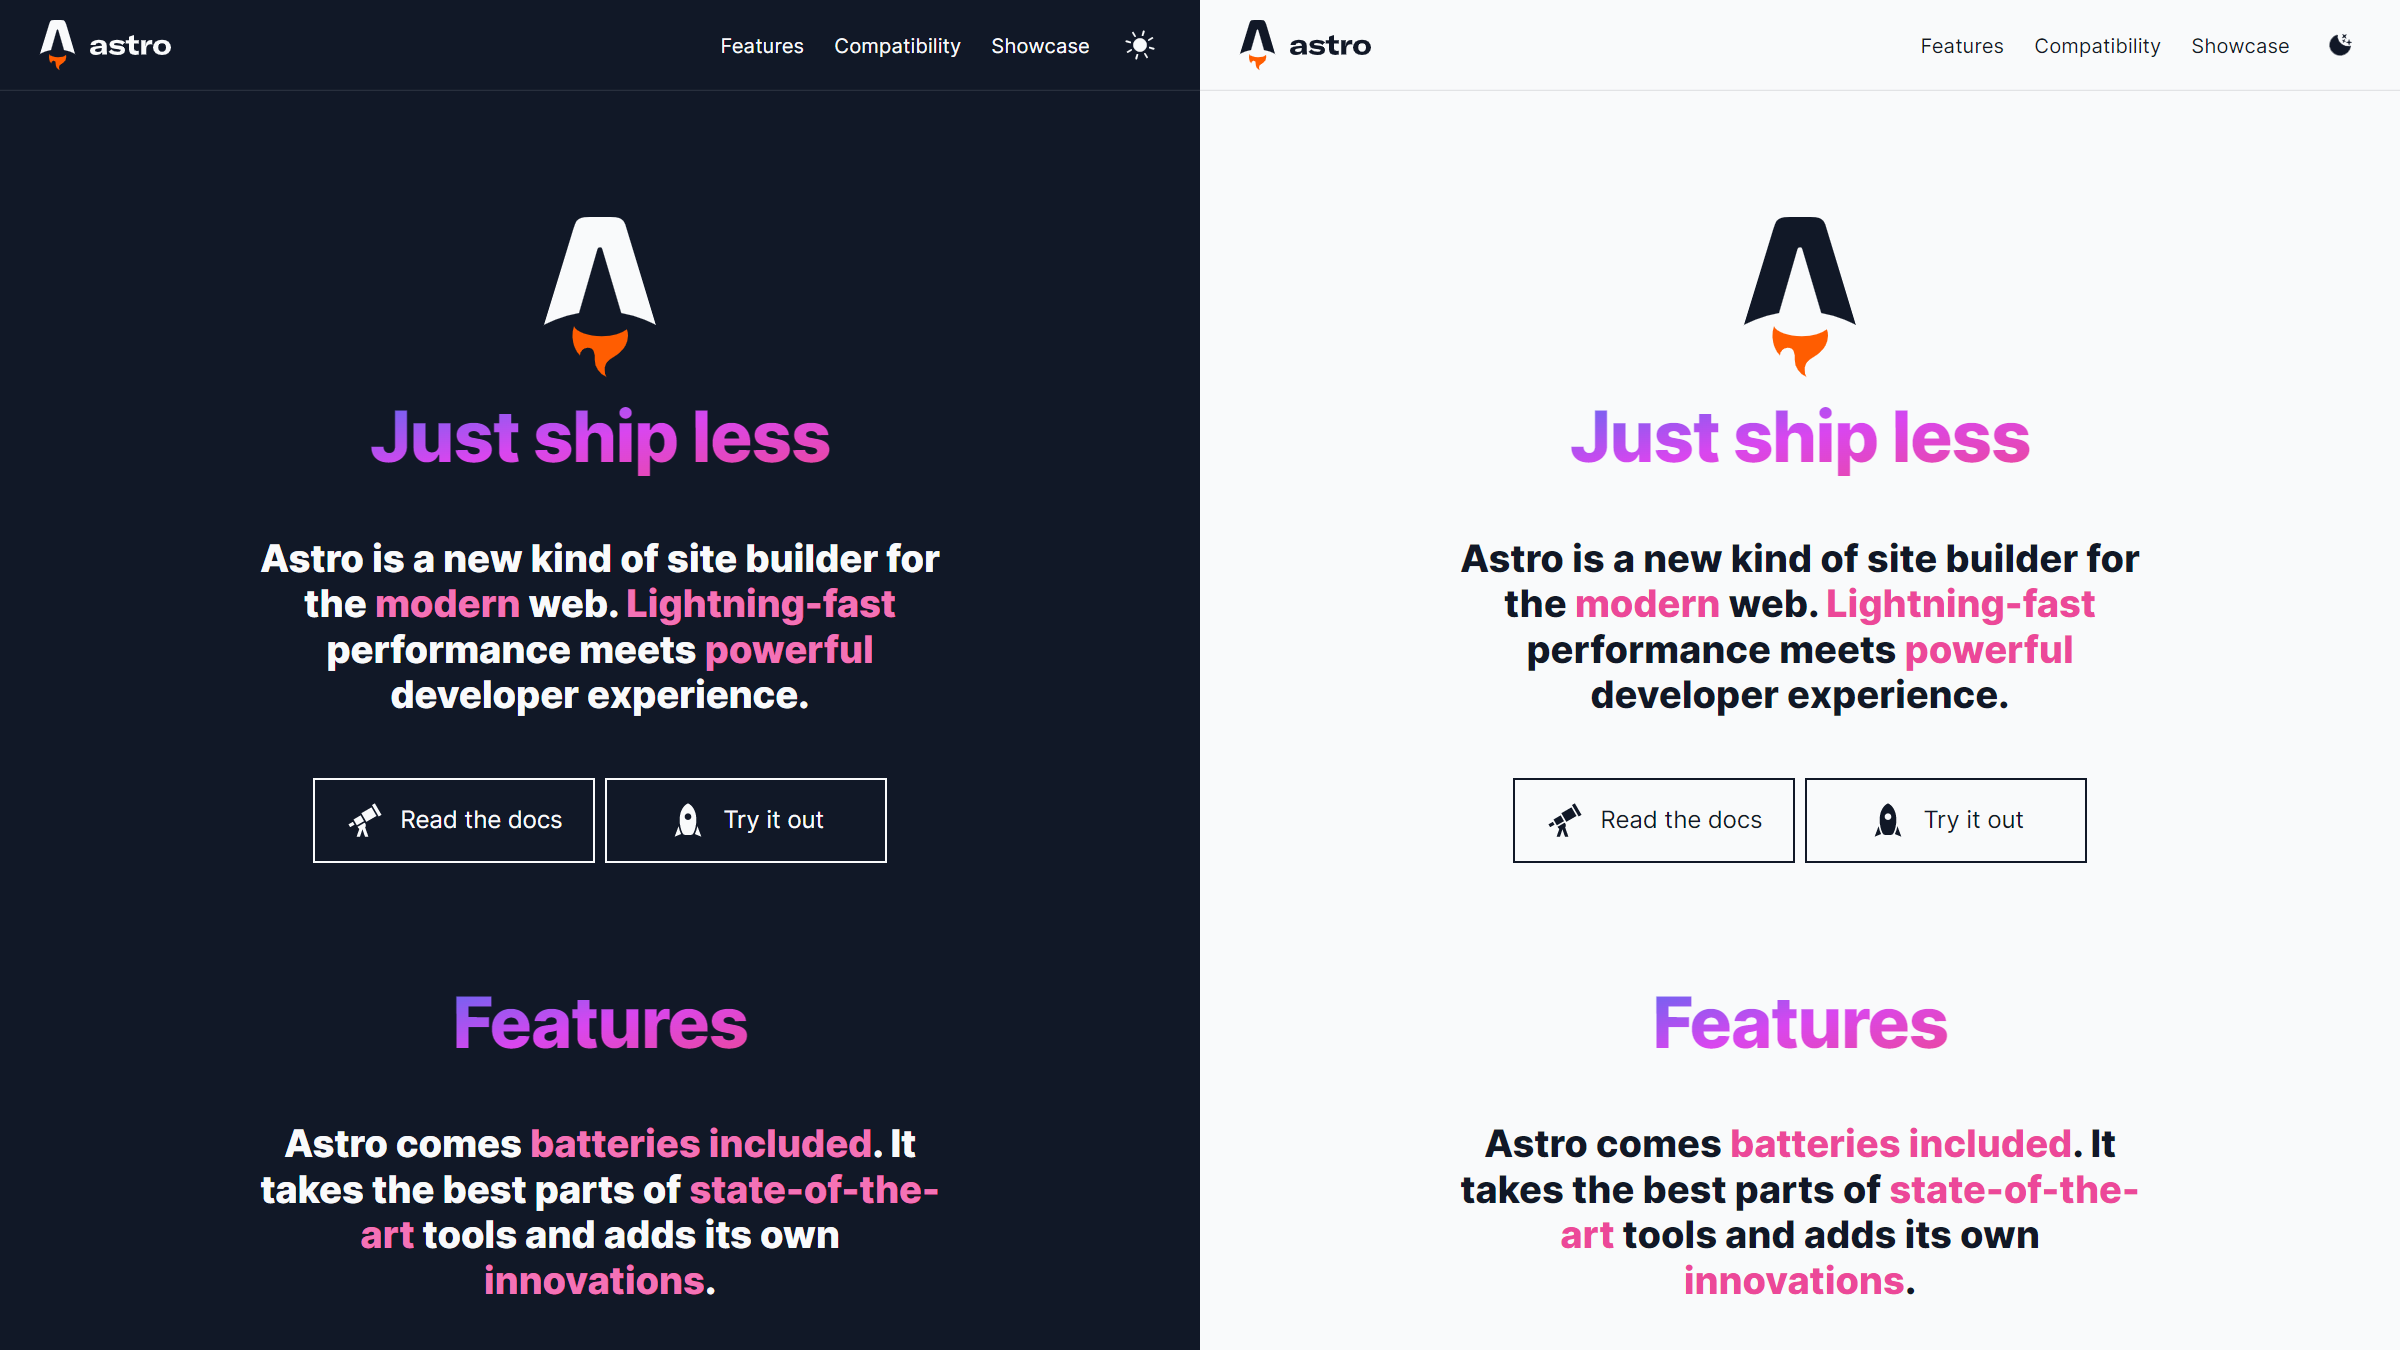 astro
Features Compatibility Showcase
Just ship less
Astro is a new kind of site builder for
the modern web. Lightning-fast
performance meets powerful
developer experience.
Read the docs
Try it out
Features
Astro comes batteries included. It
takes the best parts of state-of-the-
art tools and adds its own
innovations.
astro
Features Compatibility Showcase
Just ship less
Astro is a new kind of site builder for
the modern web. Lightning-fast
performance meets powerful
developer experience.
Read the docs
Try it out
Features
Astro comes batteries included. It
takes the best parts of state-of-the-
art tools and adds its own
innovations.